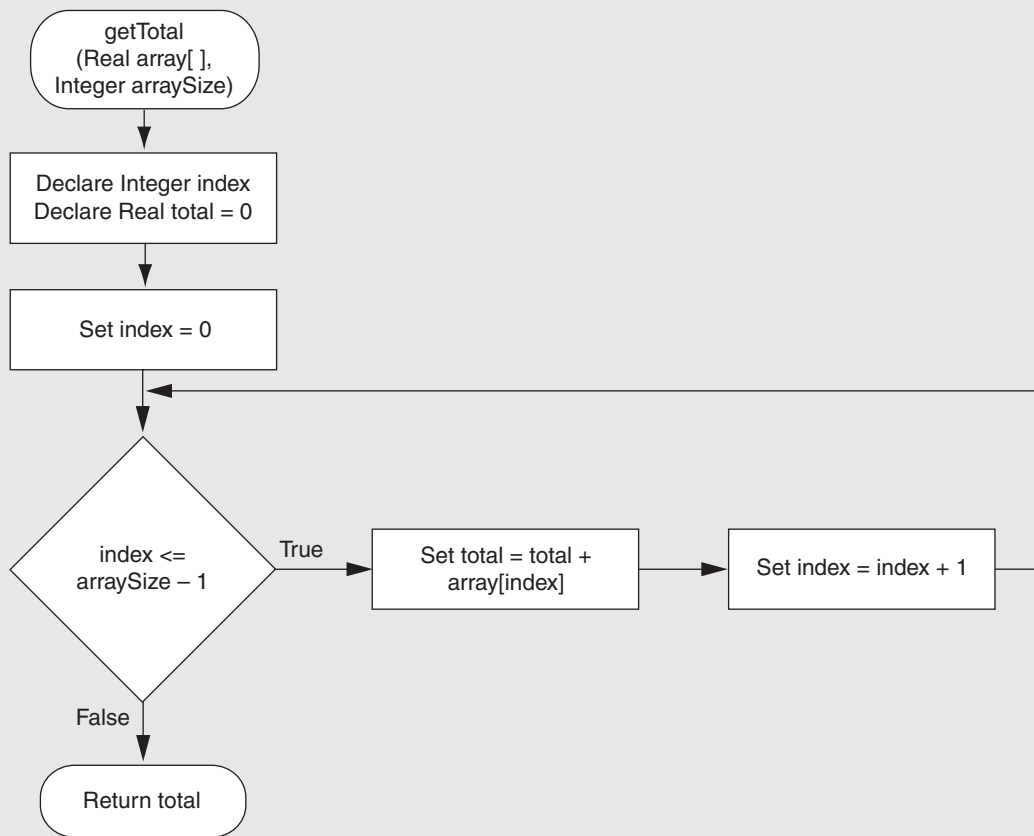 getTotal
(Real array[ ],
Integer arraySize)
Declare Integer index
Declare Real total = 0
Set index = 0
index <=
arraySize – 1
True
Set total = total +
array[index]
Set index = index + 1
False
Return total